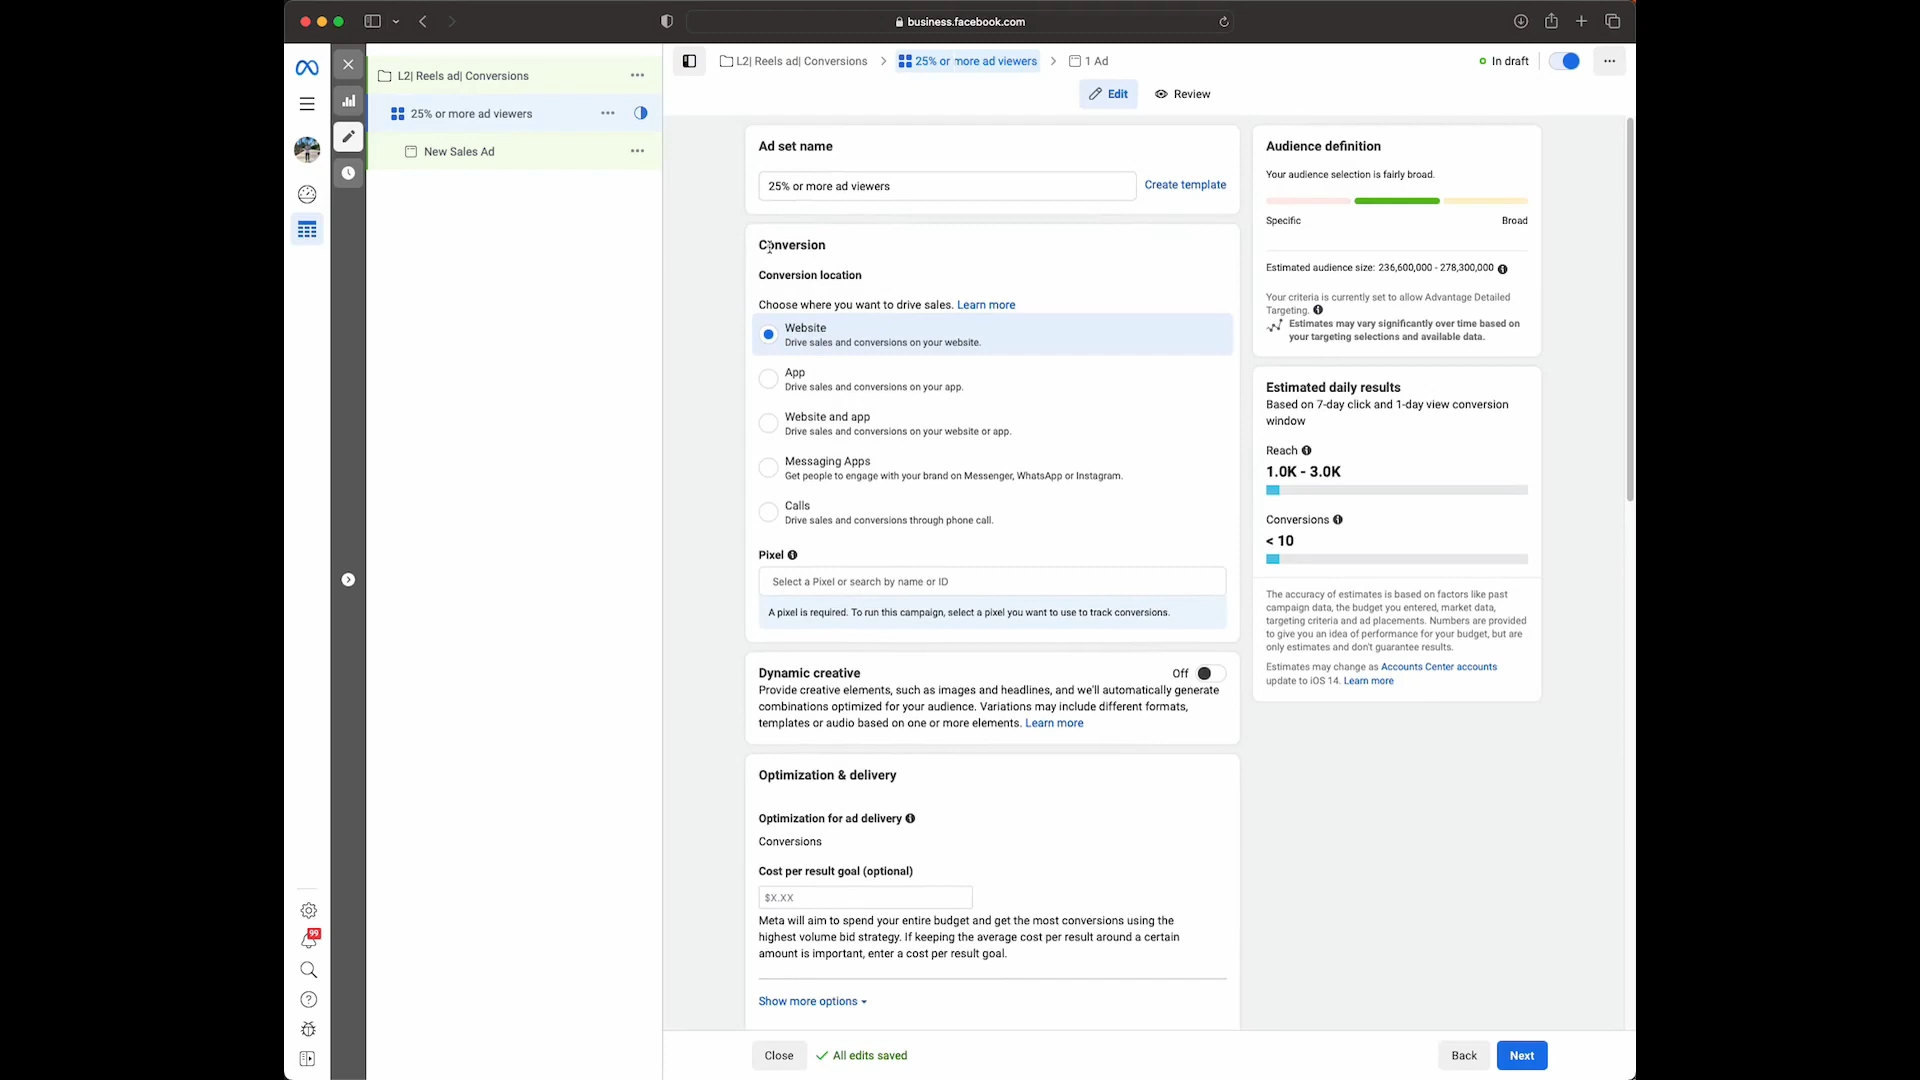 business.facebook.com
L2| Reels ad| Conversions
25% or more ad viewers
New Sales Ad
L2| Reels ad| Conversions
25% or more ad viewers
1 Ad
In draft
Edit
Review
Ad set name
25% or more ad viewers
Create template
Conversion
Conversion location
Choose where you want to drive sales. Learn more
Website
Drive sales and conversions on your website.
App
Drive sales and conversions on your app.
Website and app
Drive sales and conversions on your website or app.
Messaging Apps
Get people to engage with your brand on Messenger, WhatsApp or Instagram.
Calls
Drive sales and conversions through phone call.
Pixel
Select a Pixel or search by name or ID
A pixel is required. To run this campaign, select a pixel you want to use to track conversions.
Dynamic creative
Off
Provide creative elements, such as images and headlines, and we'll automatically generate
combinations optimized for your audience. Variations may include different formats,
templates or audio based on one or more elements. Learn more
Optimization & delivery
Optimization for ad delivery
Conversions
Cost per result goal (optional)
$X.XX
Meta will aim to spend your entire budget and get the most conversions using the
highest volume bid strategy. If keeping the average cost per result around a certain
amount is important, enter a cost per result goal.
Show more options
Audience definition
Your audience selection is fairly broad.
Specific
Broad
Estimated audience size: 236,600,000 - 278,300,000
Your criteria is currently set to allow Advantage Detailed
Targeting.
Estimates may vary significantly over time based on
your targeting selections and available data.
Estimated daily results
Based on 7-day click and 1-day view conversion
window
Reach
1.0K - 3.0K
Conversions
< 10
The accuracy of estimates is based on factors like past
campaign data, the budget you entered, market data,
targeting criteria and ad placements. Numbers are provided
to give you an idea of performance for your budget, but are
only estimates and don't guarantee results.
Estimates may change as Accounts Center accounts
update to iOS 14. Learn more
99
Close
All edits saved
Back
Next